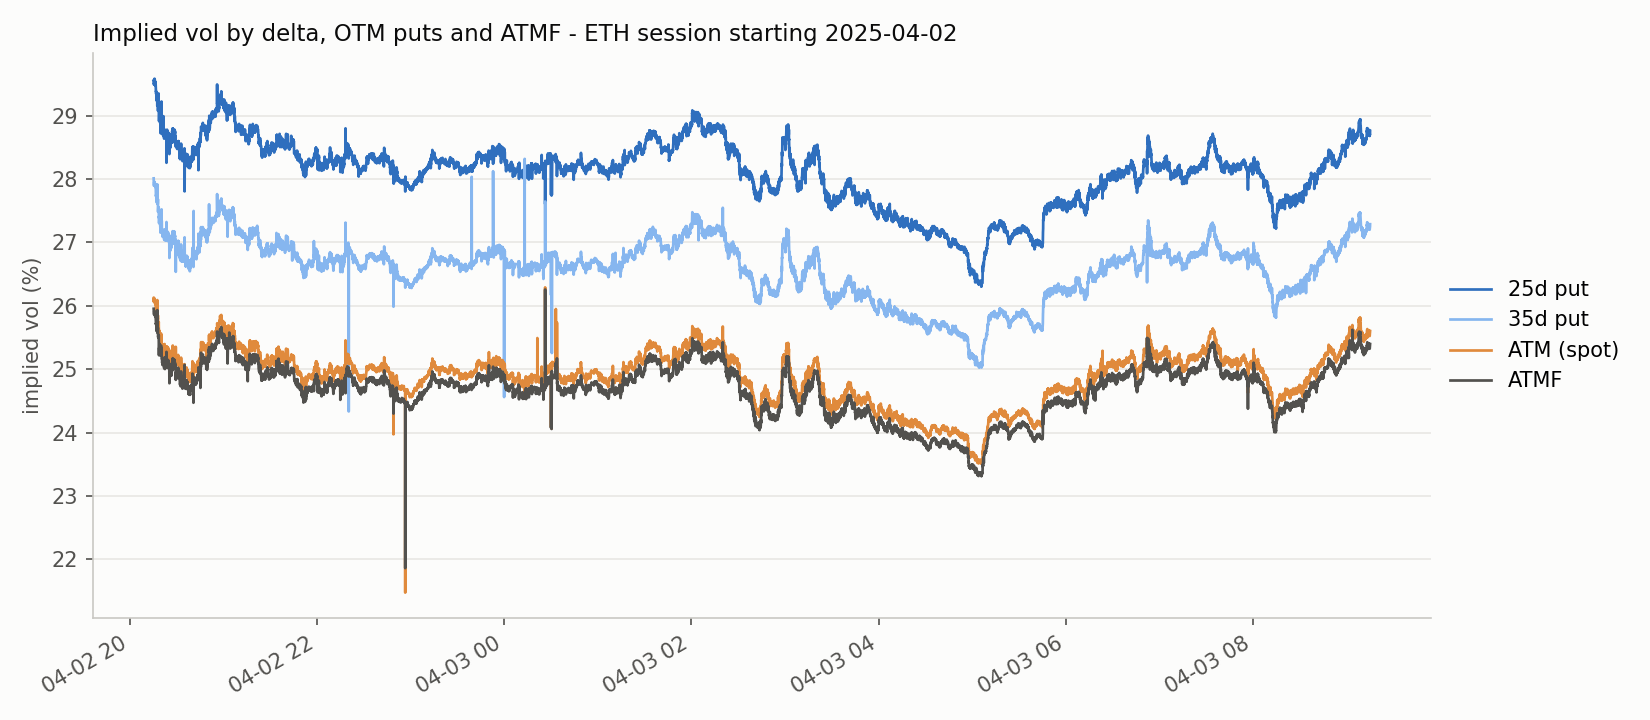 Implied vol by delta, OTM puts and ATMF - ETH session starting 2025-04-02
implied vol (%)
29
28
27
26
25
24
23
22
04-02 20
04-02 22
04-03 00
04-03 02
04-03 04
04-03 06
04-03 08
25d put
35d put
ATM (spot)
ATMF